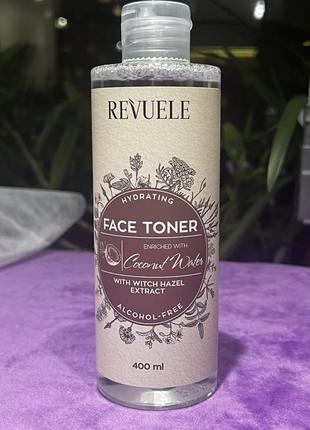 REVUELE
HYDRATING
FACE TONER
ENRICHED WITH
Coconut Water
WITH WITCH HAZEL
EXTRACT
ALCOHOL-FREE
400 ml